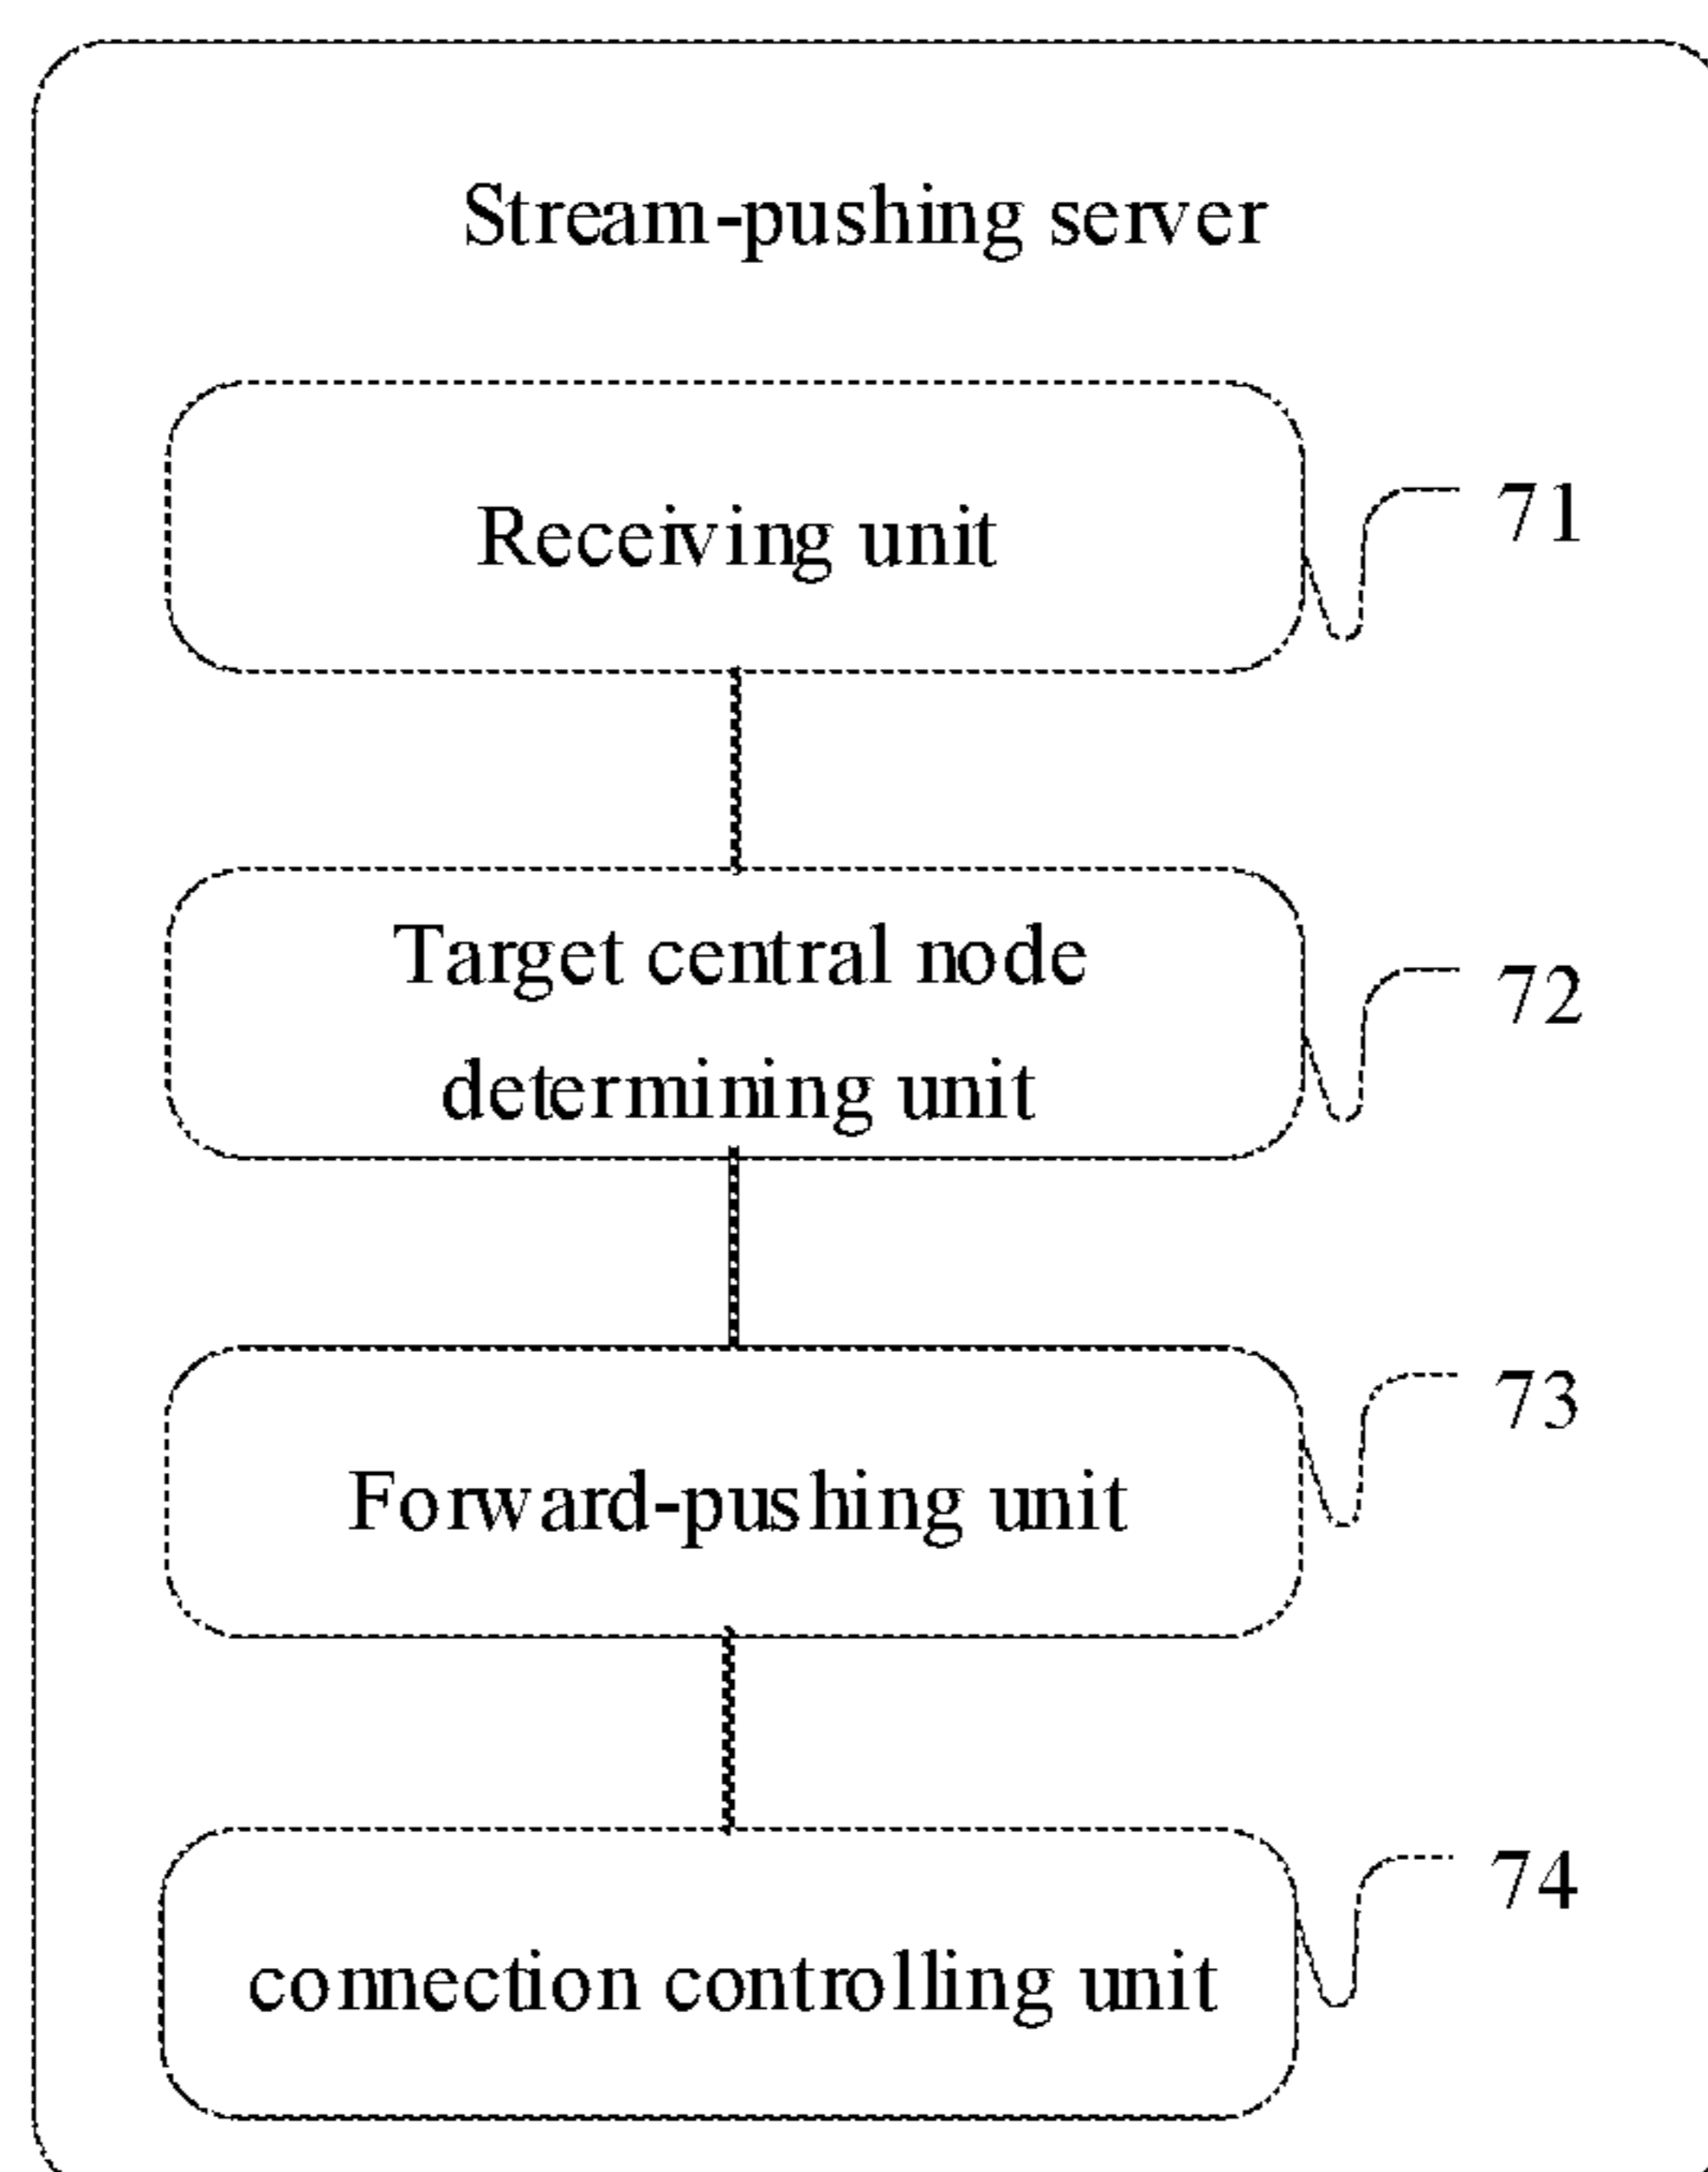 Stream-pushing server
Receiving unit
71
Target central node
determining unit
72
Forward-pushing unit
73
connection controlling unit
74